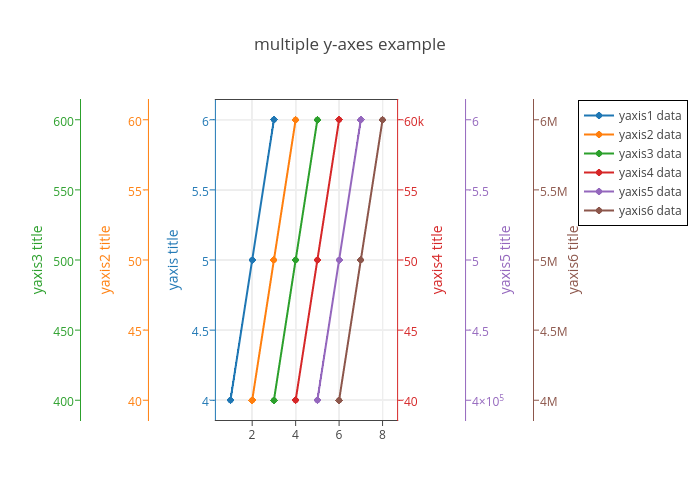 multiple y-axes example
600 60 6 60k 6 6M
550 55 5.5 55 5.5 5.5M
500 50 5 50 5 5M
450 45 4.5 45 4.5 4.5M
400 40 4 40 4×10⁵ 4M
yaxis3 title
yaxis2 title
yaxis title
yaxis4 title
yaxis5 title
yaxis6 title
2 4 6 8
yaxis1 data
yaxis2 data
yaxis3 data
yaxis4 data
yaxis5 data
yaxis6 data